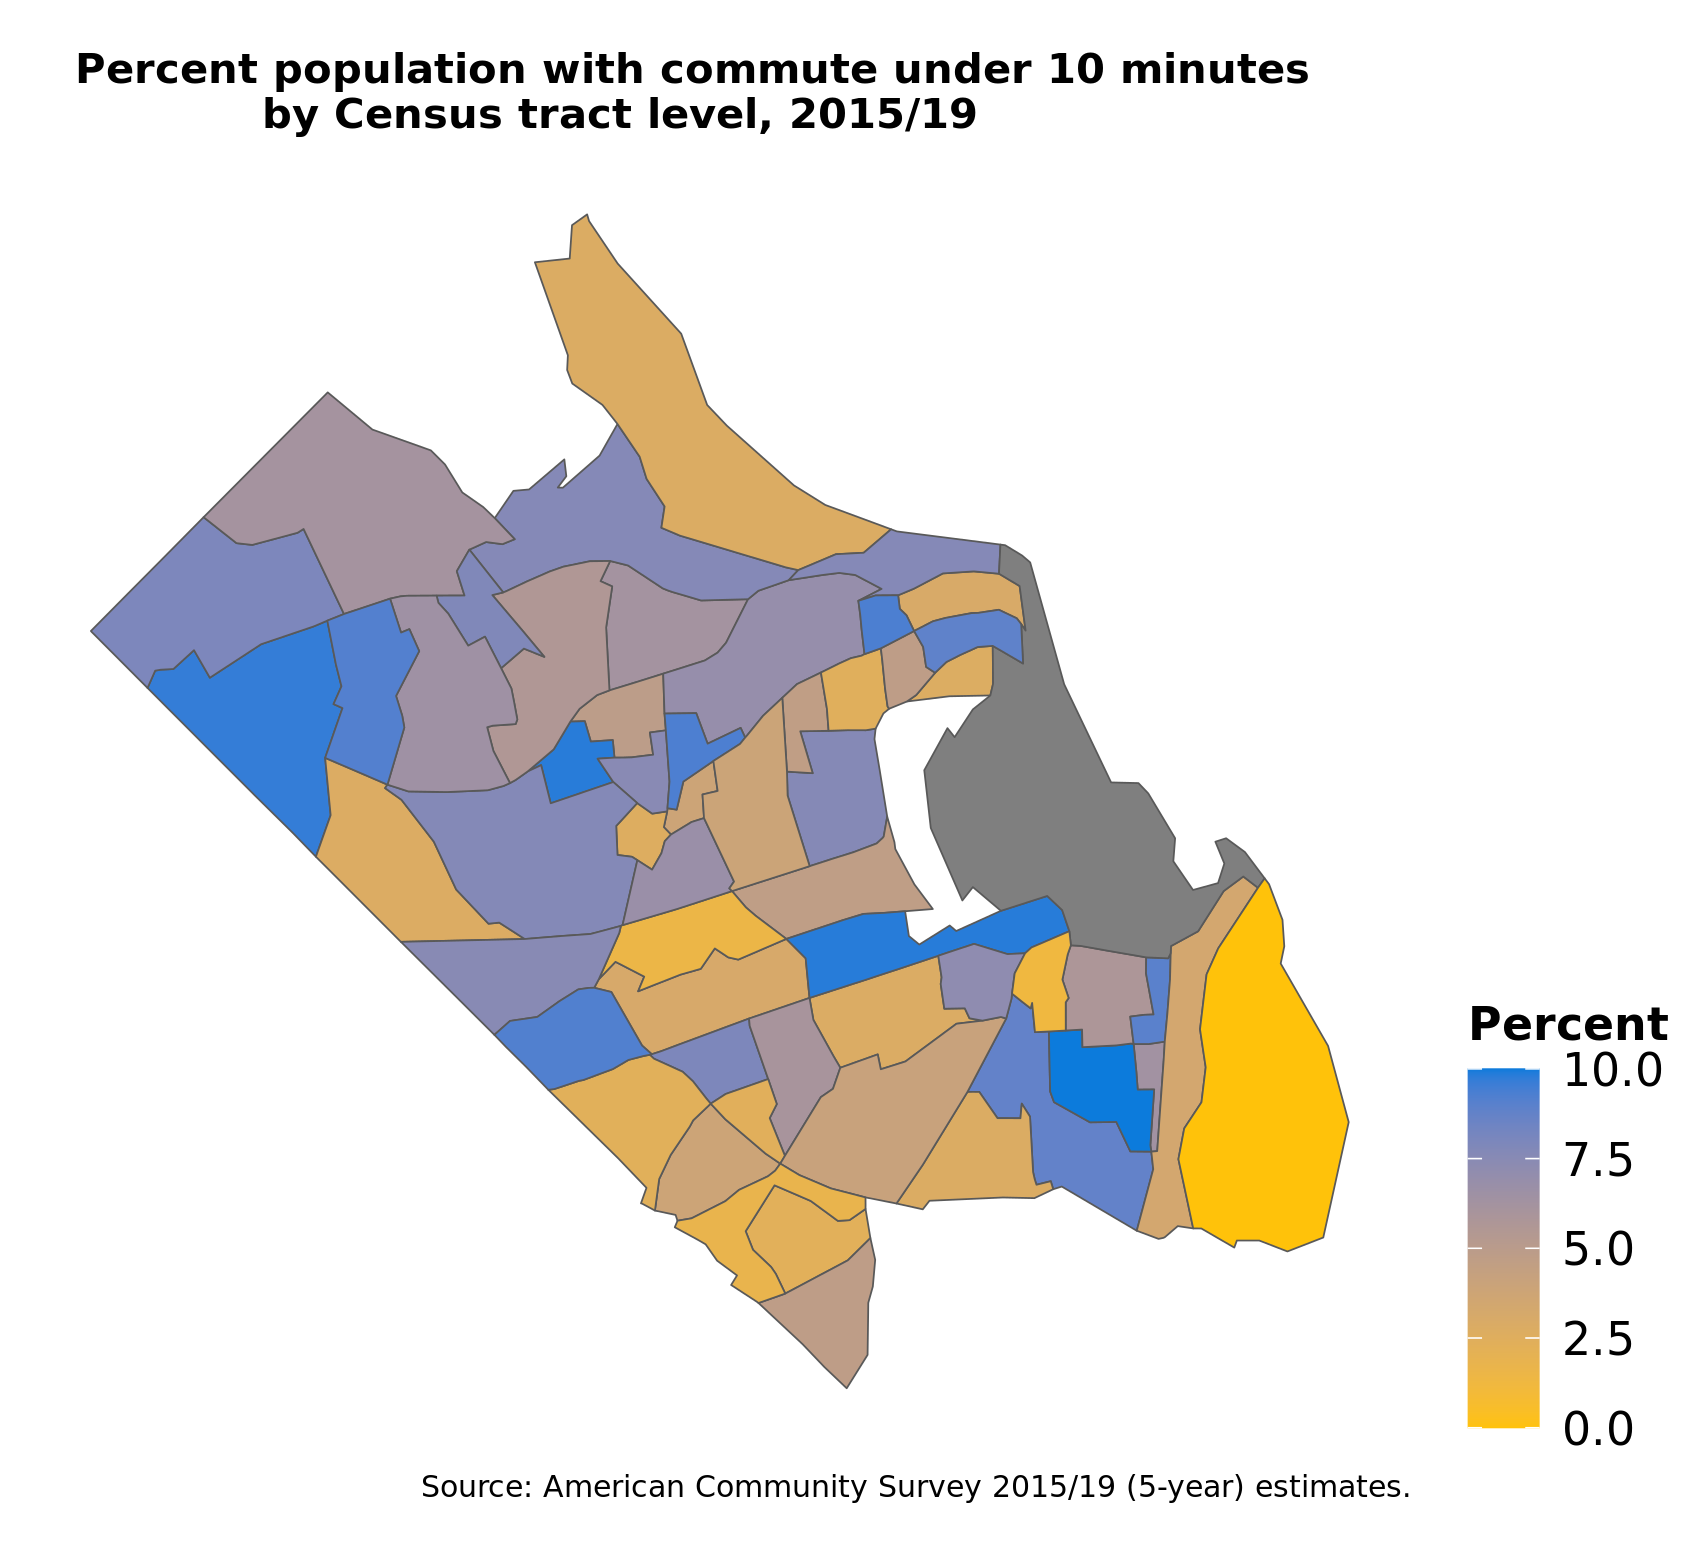 Percent population with commute under 10 minutes
by Census tract level, 2015/19
Percent
10.0
7.5
5.0
2.5
0.0
Source: American Community Survey 2015/19 (5-year) estimates.